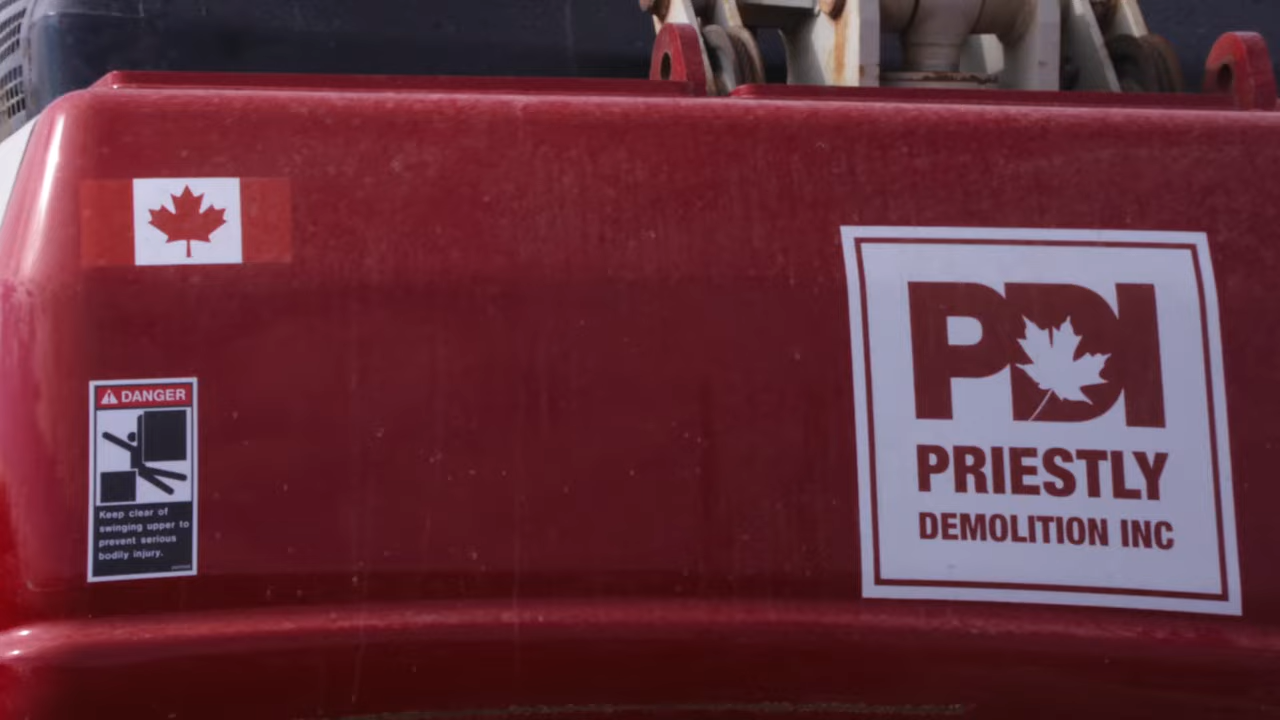 DANGER
Keep clear of
swinging upper to
prevent serious
bodily injury.
PDI
PRIESTLY
DEMOLITION INC